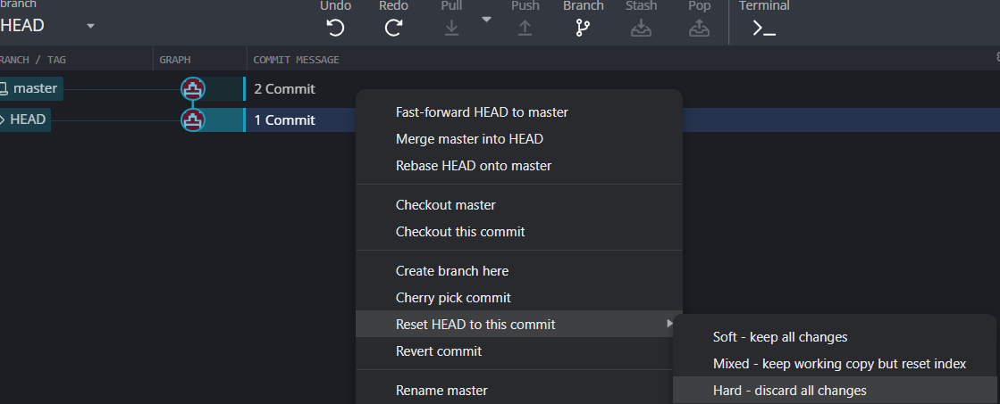 branch
HEAD
Undo
Redo
Pull
Push
Branch
Stash
Pop
Terminal
RANCH / TAG
GRAPH
COMMIT MESSAGE
master
2 Commit
HEAD
1 Commit
Fast-forward HEAD to master
Merge master into HEAD
Rebase HEAD onto master
Checkout master
Checkout this commit
Create branch here
Cherry pick commit
Reset HEAD to this commit
Revert commit
Rename master
Soft - keep all changes
Mixed - keep working copy but reset index
Hard - discard all changes